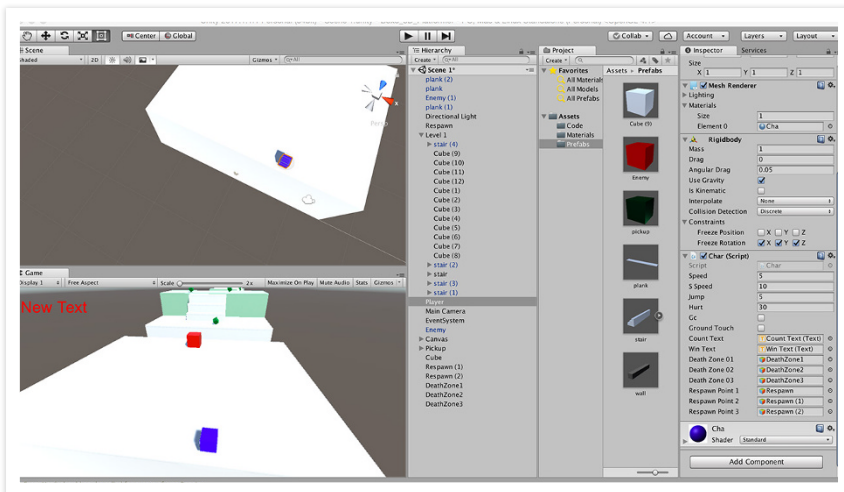 Center Global
Collab Account Layers Layout
Scene
Shaded 2D Gizmos All
Persp
x
Game
Display 1 Free Aspect Scale 2x Maximize On Play Mute Audio Stats Gizmos
New Text
Hierarchy
Create All
Scene 1*
plank (2)
plank
Enemy (1)
plank (1)
Directional Light
Respawn
Level 1
stair (4)
Cube (9)
Cube (10)
Cube (11)
Cube (12)
Cube (1)
Cube (2)
Cube (3)
Cube (4)
Cube (5)
Cube (6)
Cube (7)
Cube (8)
stair (2)
stair
stair (3)
stair (1)
Player
Main Camera
EventSystem
Enemy
Canvas
Pickup
Cube
Respawn (1)
Respawn (2)
DeathZone1
DeathZone2
DeathZone3
Project
Create
Favorites
All Materials
All Models
All Prefabs
Assets
Code
Materials
Prefabs
Assets Prefabs
Cube (9)
Enemy
pickup
plank
stair
wall
Inspector Services
Size
X 1 Y 1 Z 1
Mesh Renderer
Lighting
Materials
Size 1
Element 0 Cha
Rigidbody
Mass 1
Drag 0
Angular Drag 0.05
Use Gravity
Is Kinematic
Interpolate None
Collision Detection Discrete
Constraints
Freeze Position X Y Z
Freeze Rotation X Y Z
Char (Script)
Script Char
Speed 5
S Speed 10
Jump 5
Hurt 30
Gc
Ground Touch
Count Text Count Text (Text)
Win Text Win Text (Text)
Death Zone 01 DeathZone1
Death Zone 02 DeathZone2
Death Zone 03 DeathZone3
Respawn Point 1 Respawn
Respawn Point 2 Respawn (1)
Respawn Point 3 Respawn (2)
Cha
Shader Standard
Add Component